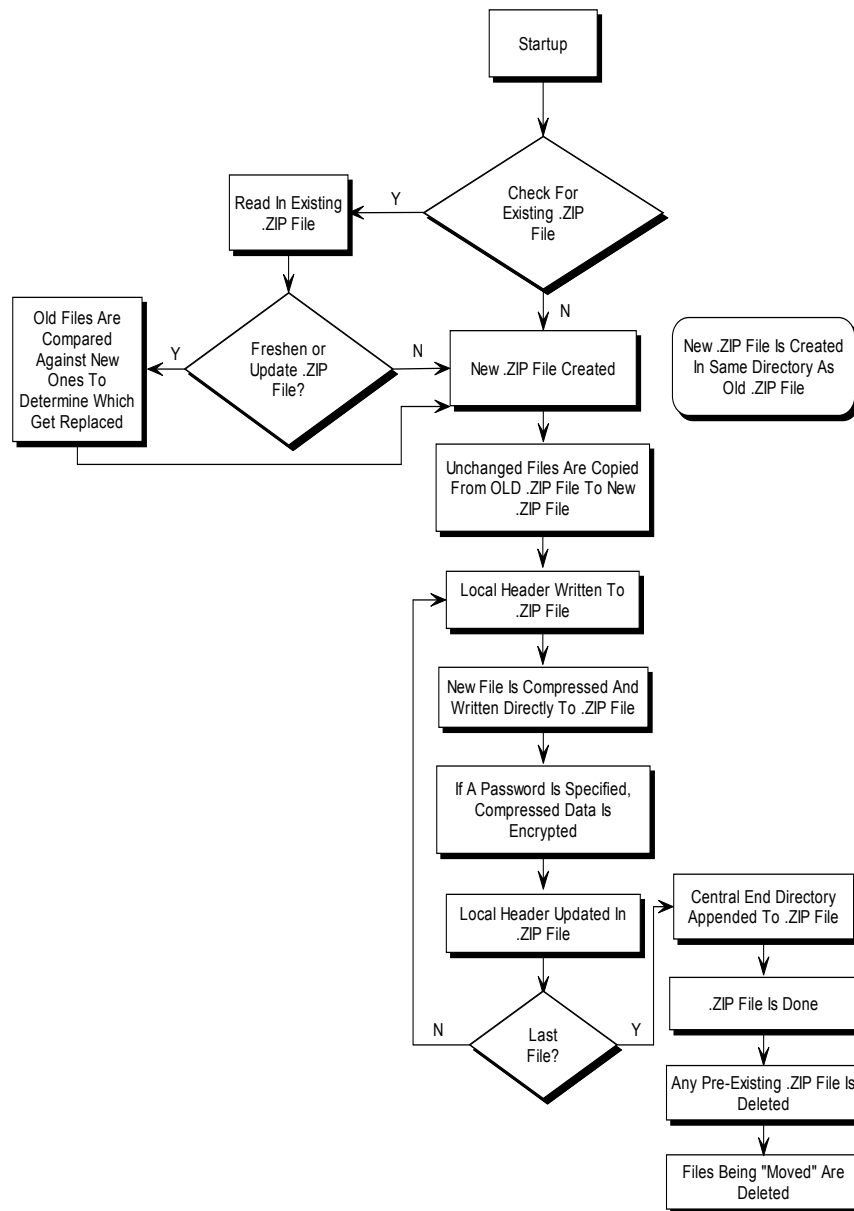 Startup
Check For
Existing .ZIP
File
Y
Read In Existing
.ZIP File
N
Freshen or
Update .ZIP
File?
Y
N
Old Files Are
Compared
Against New
Ones To
Determine Which
Get Replaced
New .ZIP File Created
New .ZIP File Is Created
In Same Directory As
Old .ZIP File
Unchanged Files Are Copied
From OLD .ZIP File To New
.ZIP File
Local Header Written To
.ZIP File
New File Is Compressed And
Written Directly To .ZIP File
If A Password Is Specified,
Compressed Data Is
Encrypted
Local Header Updated In
.ZIP File
Last
File?
N
Y
Central End Directory
Appended To .ZIP File
.ZIP File Is Done
Any Pre-Existing .ZIP File Is
Deleted
Files Being "Moved" Are
Deleted